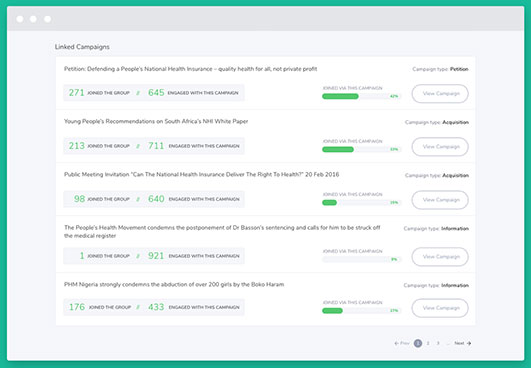 Linked Campaigns
Petition: Defending a People's National Health Insurance – quality health for all, not private profit
Campaign type: Petition
271 JOINED THE GROUP // 645 ENGAGED WITH THIS CAMPAIGN
JOINED VIA THIS CAMPAIGN
42%
View Campaign
Young People's Recommendations on South Africa's NHI White Paper
Campaign type: Acquisition
213 JOINED THE GROUP // 711 ENGAGED WITH THIS CAMPAIGN
JOINED VIA THIS CAMPAIGN
View Campaign
Public Meeting Invitation "Can The National Health Insurance Deliver The Right To Health?" 20 Feb 2016
Campaign type: Acquisition
98 JOINED THE GROUP // 640 ENGAGED WITH THIS CAMPAIGN
JOINED VIA THIS CAMPAIGN
View Campaign
The People's Health Movement condemns the postponement of Dr Basson's sentencing and calls for him to be struck off
the medical register
Campaign type: Information
1 JOINED THE GROUP // 921 ENGAGED WITH THIS CAMPAIGN
JOINED VIA THIS CAMPAIGN
View Campaign
PHM Nigeria strongly condemns the abduction of over 200 girls by the Boko Haram
Campaign type: Information
176 JOINED THE GROUP // 433 ENGAGED WITH THIS CAMPAIGN
JOINED VIA THIS CAMPAIGN
27%
View Campaign
← Prev 1 2 3 ... Next →